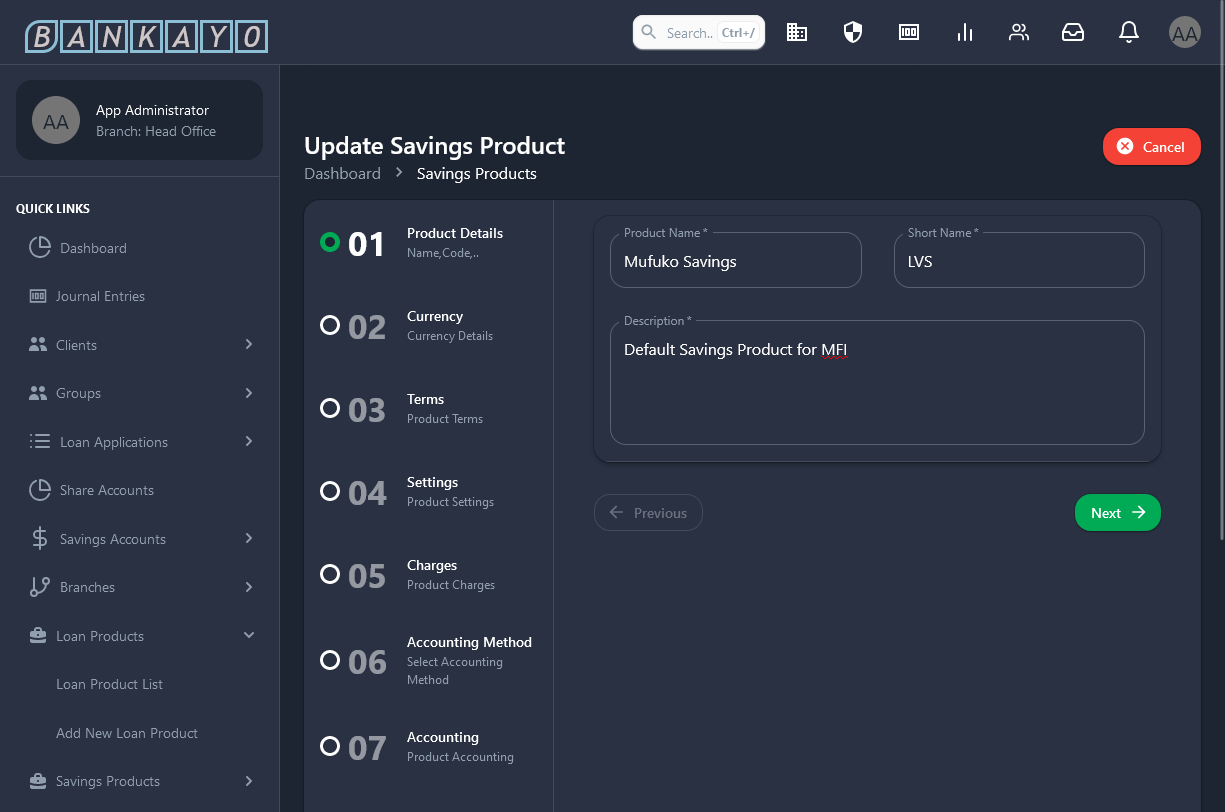 BANKAYO
Search.. Ctrl+/
AA
AA
App Administrator
Branch: Head Office
QUICK LINKS
Dashboard
Journal Entries
Clients
Groups
Loan Applications
Share Accounts
Savings Accounts
Branches
Loan Products
Loan Product List
Add New Loan Product
Savings Products
Update Savings Product
Dashboard > Savings Products
Cancel
01
Product Details
Name,Code,..
02
Currency
Currency Details
03
Terms
Product Terms
04
Settings
Product Settings
05
Charges
Product Charges
06
Accounting Method
Select Accounting
Method
07
Accounting
Product Accounting
Product Name *
Mufuko Savings
Short Name *
LVS
Description *
Default Savings Product for MFI
Previous
Next